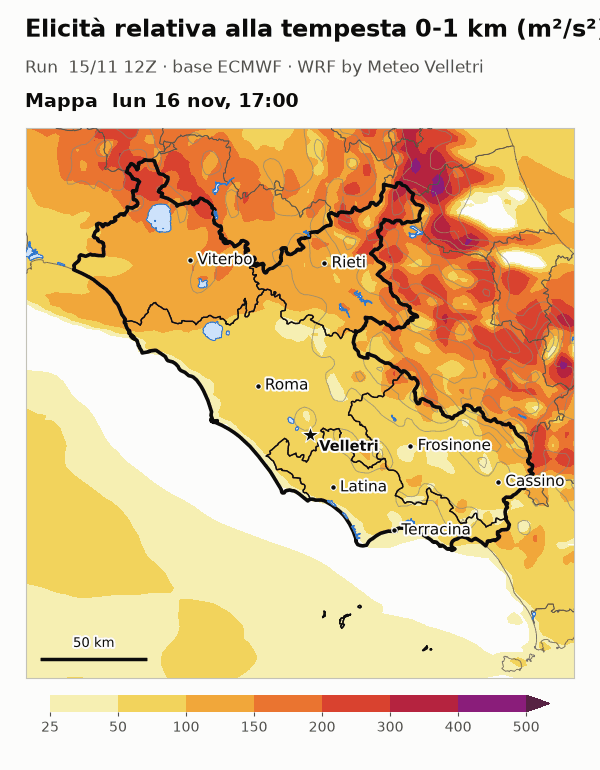 Elicità relativa alla tempesta 0-1 km (m²/s²)
Run  15/11 12Z · base ECMWF · WRF by Meteo Velletri
Mappa  lun 16 nov, 17:00
Viterbo
Rieti
Roma
Velletri
Frosinone
Latina
Cassino
Terracina
50 km
25 50 100 150 200 300 400 500